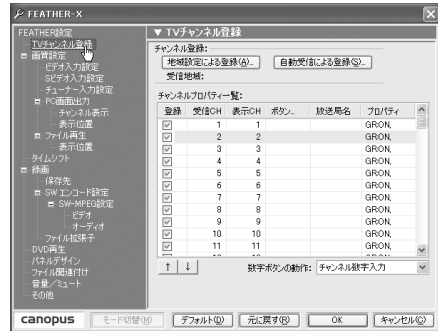 FEATHER-X
FEATHER設定
TVチャンネル登録
画質設定
ビデオ入力設定
Sビデオ入力設定
チューナー入力設定
PC画面出力
チャンネル表示
表示位置
ファイル再生
表示位置
タイムシフト
録画
保存先
SW エンコード設定
SW-MPEG設定
ビデオ
オーディオ
ファイル拡張子
DVD再生
パネルデザイン
ファイル関連付け
音量/ミュート
その他
▼ TVチャンネル登録
チャンネル登録:
地域設定による登録(A)... 自動受信による登録(S)...
受信地域:
チャンネルプロパティ一覧:
登録 受信CH 表示CH ボタン... 放送局名 プロパティ
1 1 GRON,
2 2 GRON,
3 3 GRON,
4 4 GRON,
5 5 GRON,
6 6 GRON,
7 7 GRON,
8 8 GRON,
9 9 GRON,
10 10 GRON,
11 11 GRON,
↑ ↓ 数字ボタンの動作: チャンネル数字入力
canopus モード切替(M) デフォルト(D) 元に戻す(R) OK キャンセル(C)